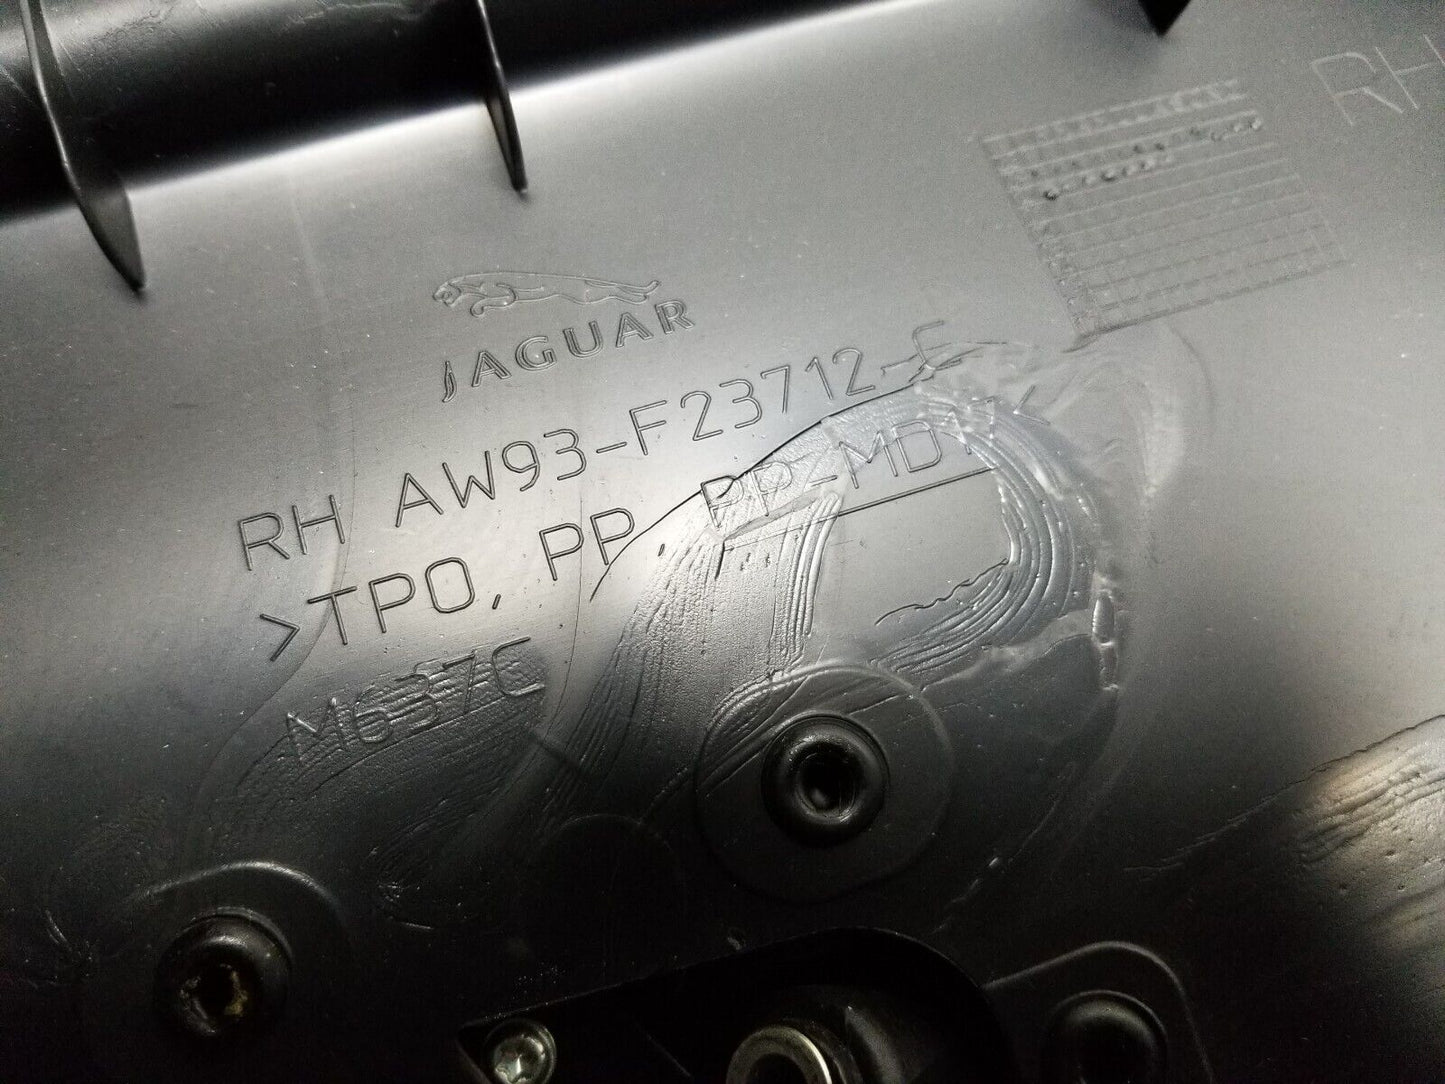 JAGUAR
RH AW93-F23712-C
>TPO, PP, PP-MD
M637C
RH